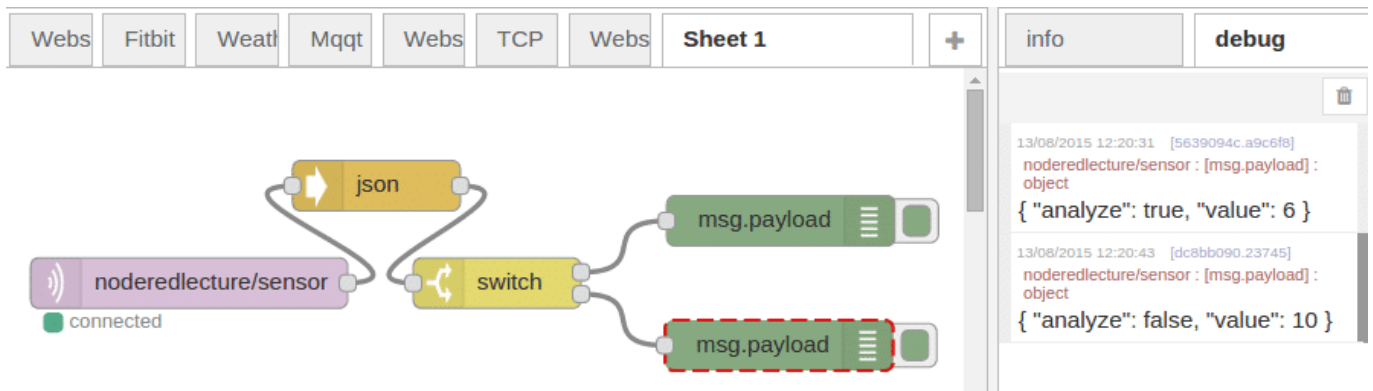 Webs Fitbit Weath Mqqt Webs TCP Webs Sheet 1 + info debug
13/08/2015 12:20:31 [5639094c.a9c6f8]
noderedlecture/sensor : [msg.payload] :
object
{ "analyze": true, "value": 6 }
13/08/2015 12:20:43 [dc8bb090.23745]
noderedlecture/sensor : [msg.payload] :
object
{ "analyze": false, "value": 10 }
json
msg.payload
noderedlecture/sensor
switch
connected
msg.payload